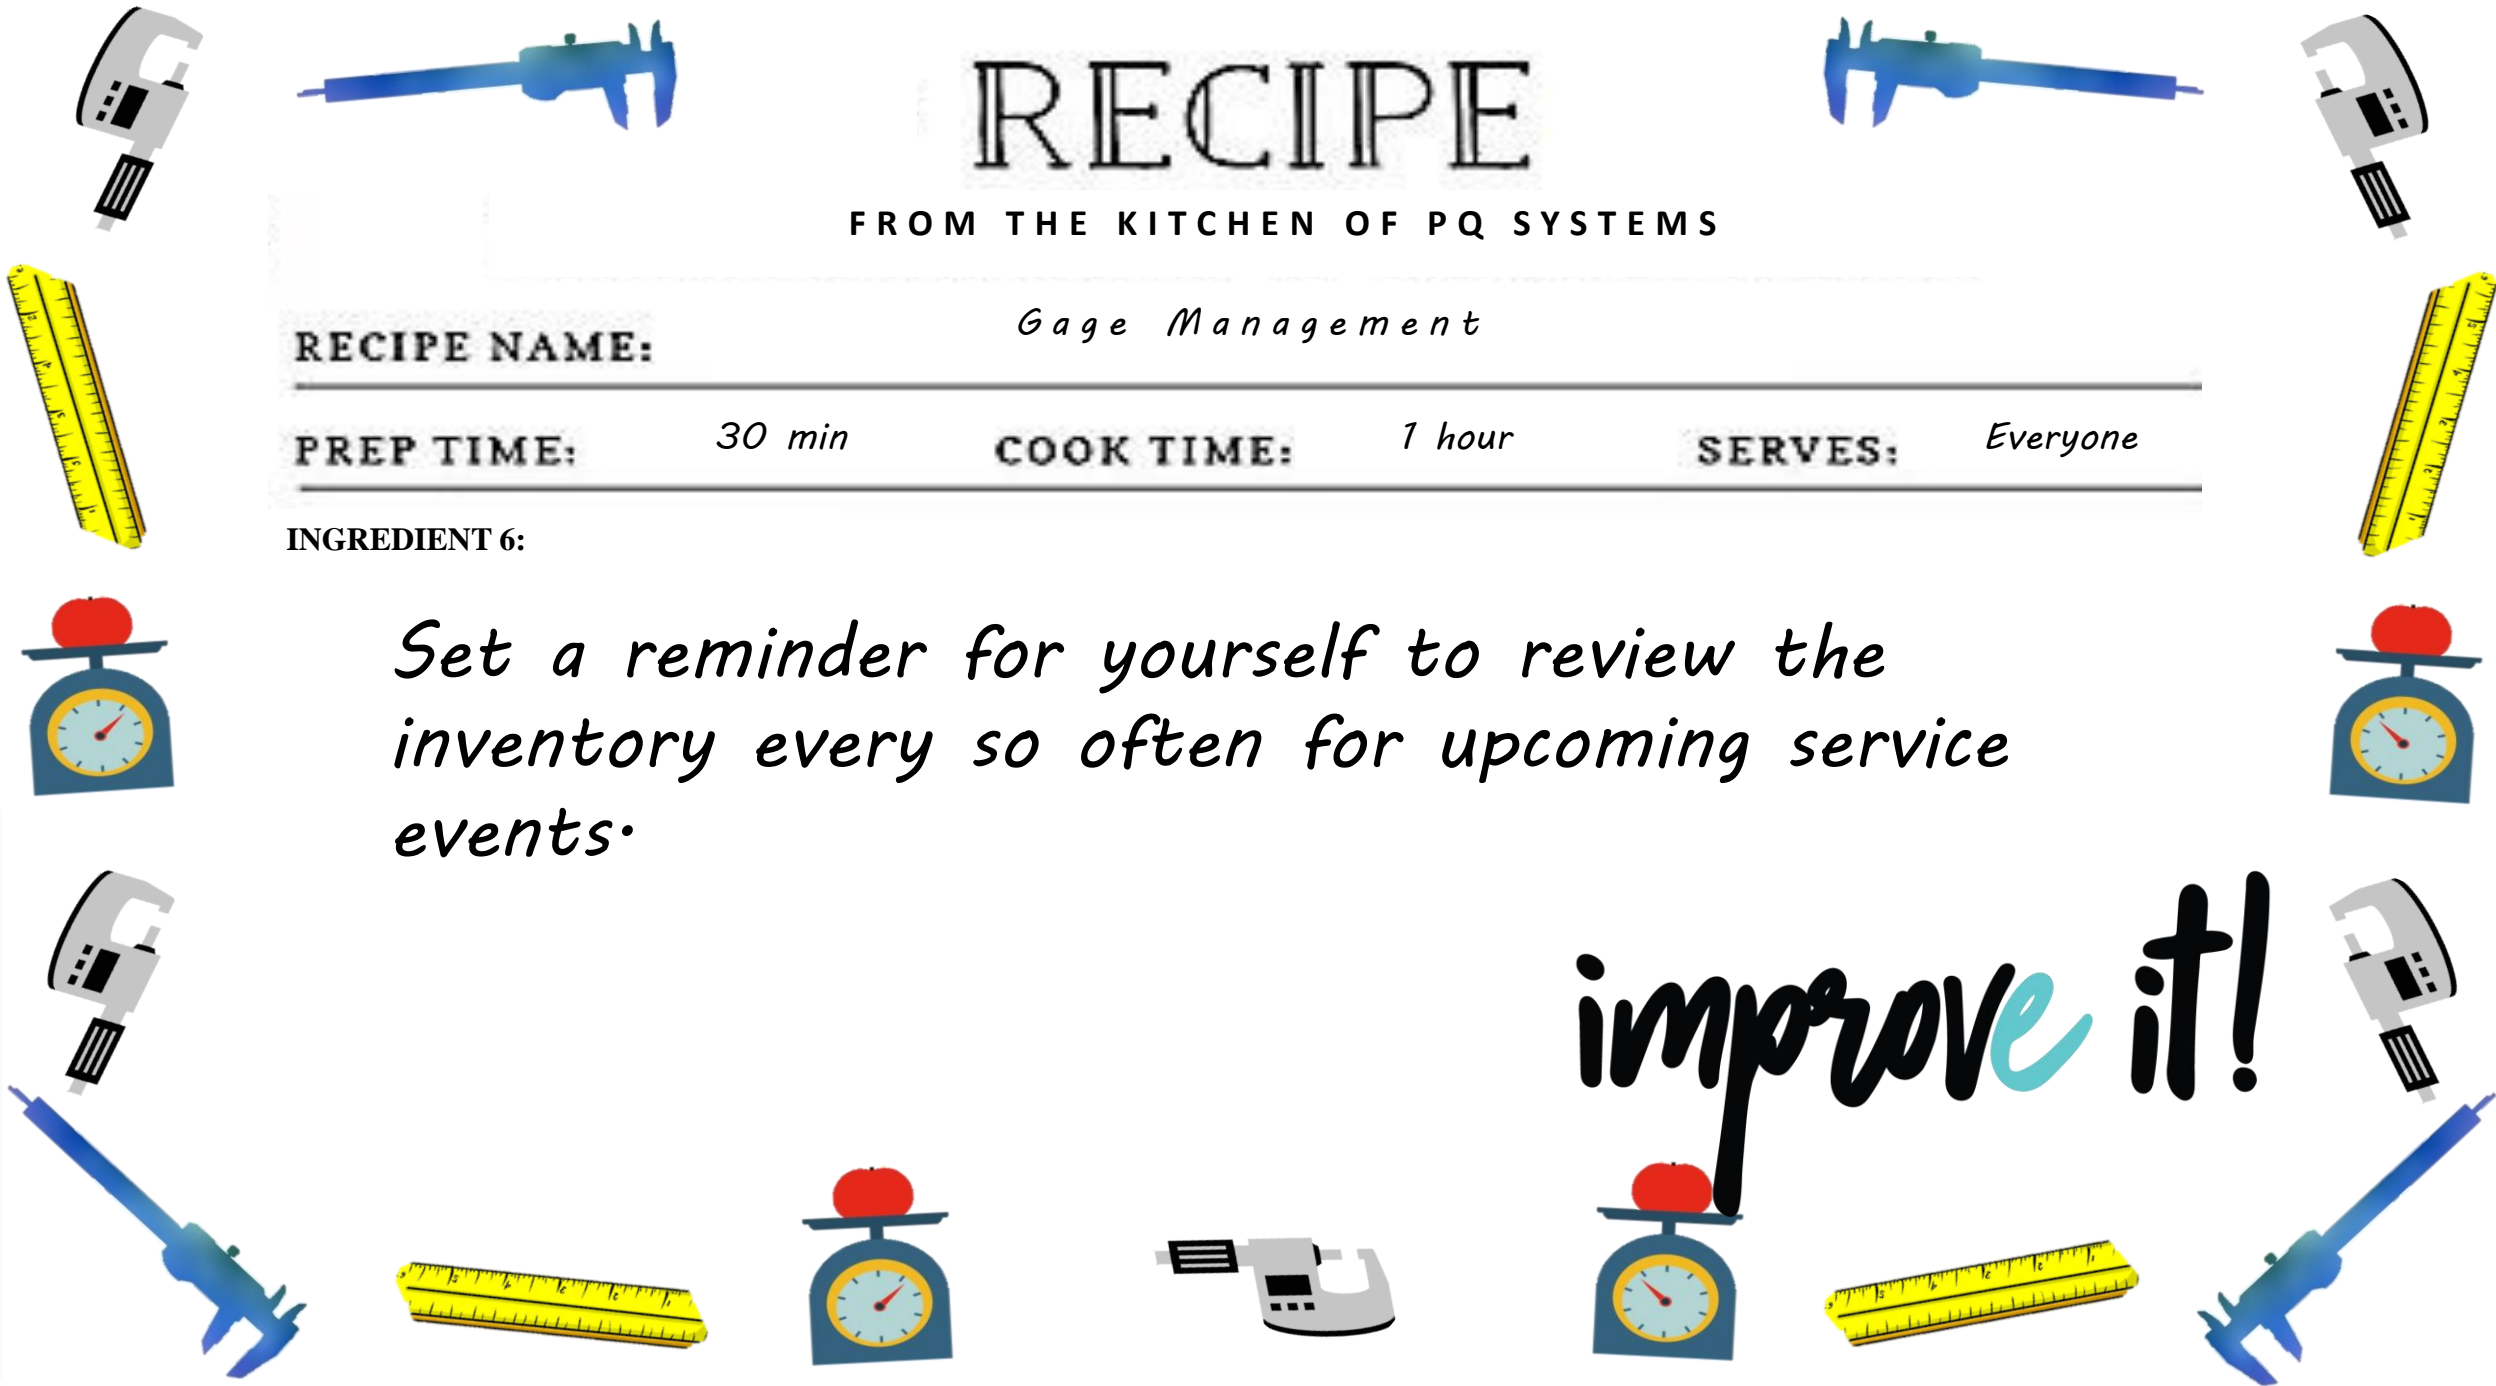 RECIPE
FROM THE KITCHEN OF PQ SYSTEMS
RECIPE NAME: Gage Management
PREP TIME: 30 min COOK TIME: 1 hour SERVES: Everyone
INGREDIENT 6:
Set a reminder for yourself to review the
inventory every so often for upcoming service
events.
improve it!